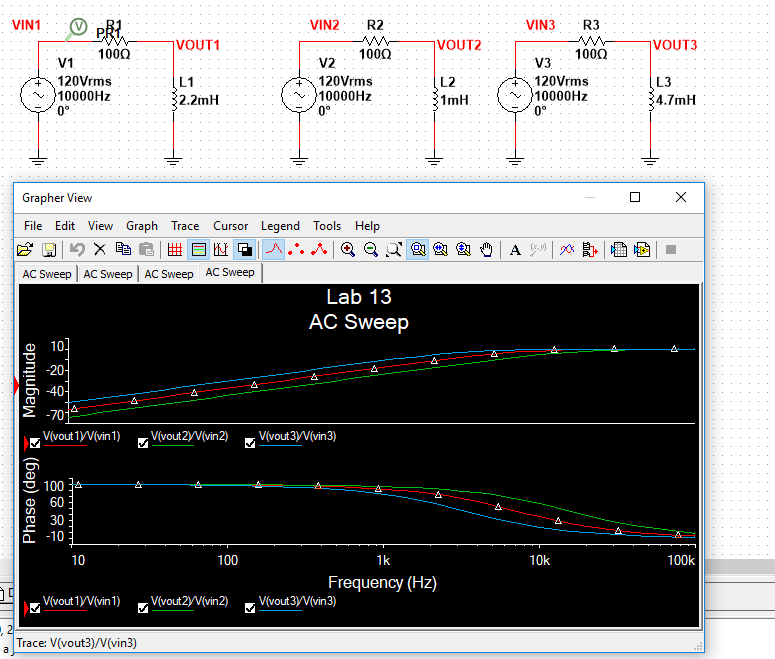 VIN1 R1 VIN2 R2 VIN3 R3
V
PR1
VOUT1 VOUT2 VOUT3
100Ω 100Ω 100Ω
V1 V2 V3
120Vrms L1 120Vrms L2 120Vrms L3
10000Hz 2.2mH 10000Hz 1mH 10000Hz 4.7mH
0° 0° 0°
Grapher View
File Edit View Graph Trace Cursor Legend Tools Help
A
AC Sweep AC Sweep AC Sweep AC Sweep
Lab 13
AC Sweep
Magnitude
10
-20
-40
-70
V(vout1)/V(vin1) V(vout2)/V(vin2) V(vout3)/V(vin3)
Phase (deg)
100
60
30
-10
10 100 1k 10k 100k
Frequency (Hz)
V(vout1)/V(vin1) V(vout2)/V(vin2) V(vout3)/V(vin3)
Trace: V(vout3)/V(vin3)